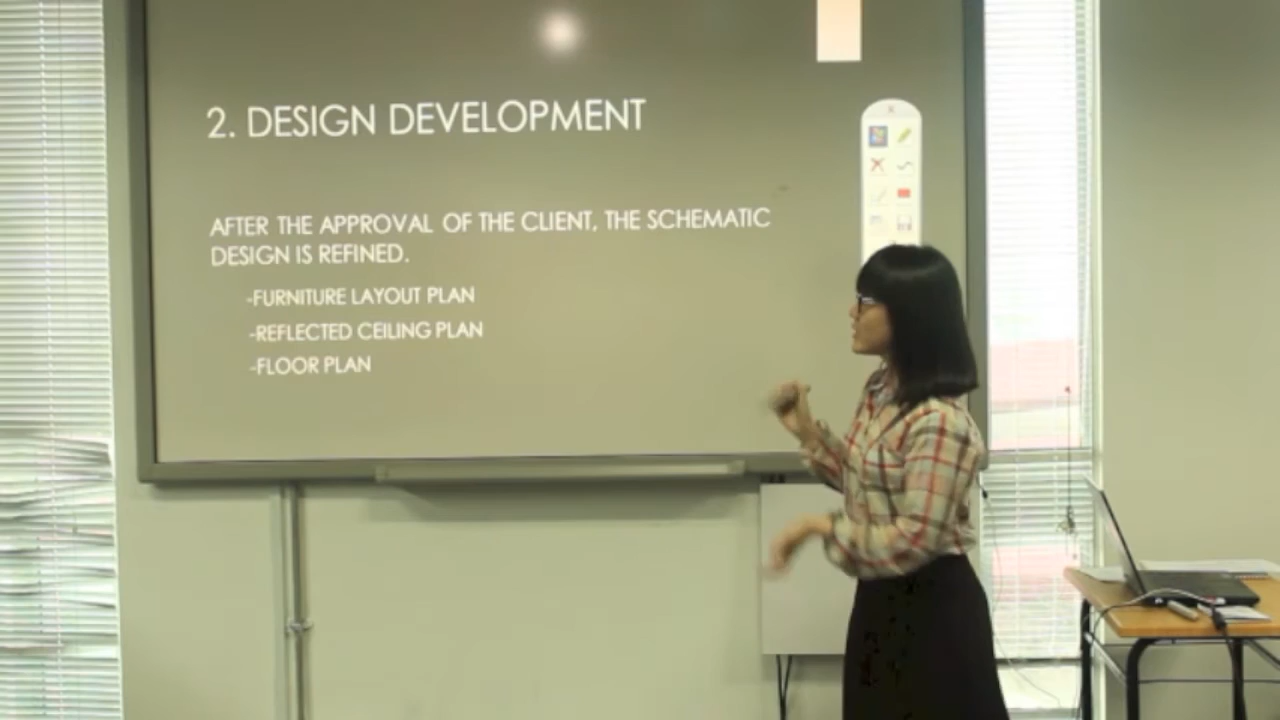 2. DESIGN DEVELOPMENT
AFTER THE APPROVAL OF THE CLIENT, THE SCHEMATIC
DESIGN IS REFINED.
-FURNITURE LAYOUT PLAN
-REFLECTED CEILING PLAN
-FLOOR PLAN